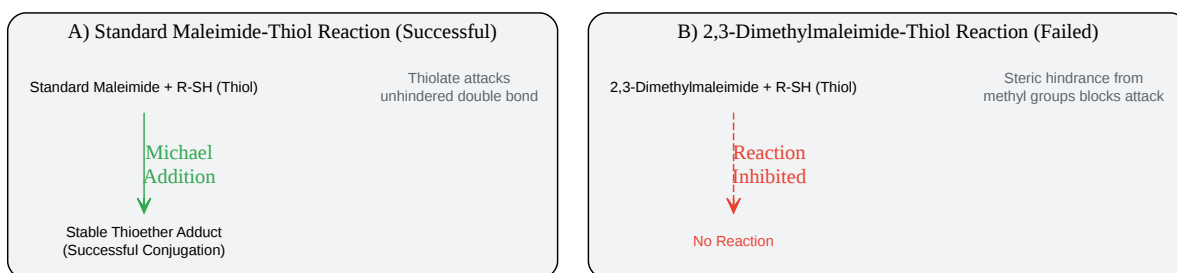 A) Standard Maleimide-Thiol Reaction (Successful)
Standard Maleimide + R-SH (Thiol)
Thiolate attacks
unhindered double bond
Michael
Addition
Stable Thioether Adduct
(Successful Conjugation)
B) 2,3-Dimethylmaleimide-Thiol Reaction (Failed)
2,3-Dimethylmaleimide + R-SH (Thiol)
Steric hindrance from
methyl groups blocks attack
Reaction
Inhibited
No Reaction